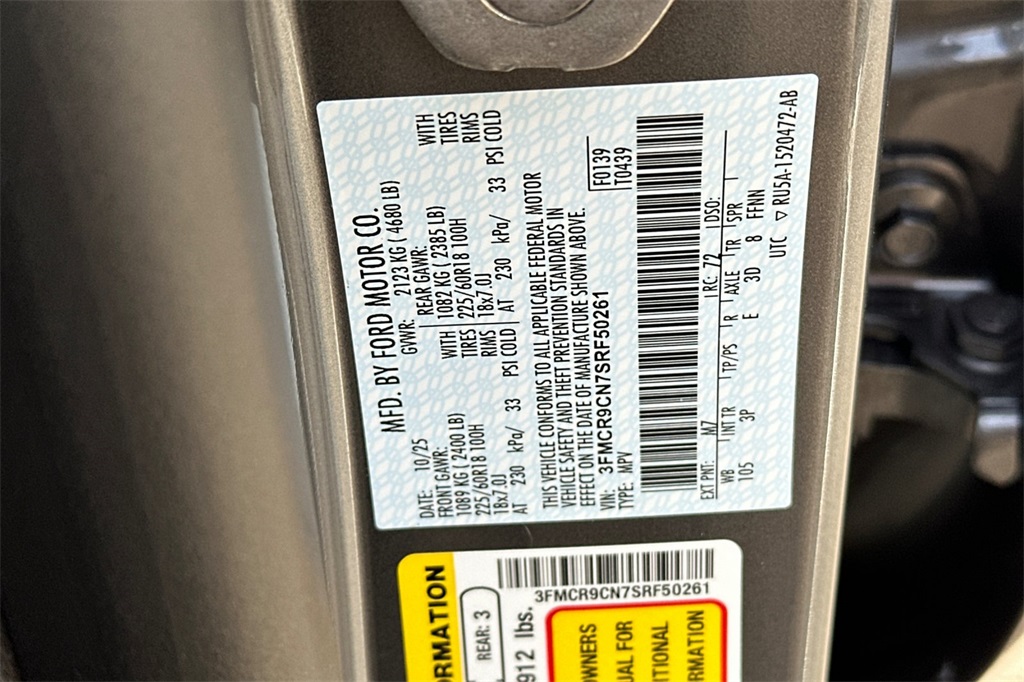 MFD. BY FORD MOTOR CO.
DATE: 10/25 GVWR: 2123 KG ( 4680 LB)
FRONT GAWR: REAR GAWR:
1089 KG ( 2400 LB) WITH 1082 KG ( 2385 LB) WITH
225/60R18 100H TIRES 225/60R18 100H TIRES
18x7.0J RIMS 18x7.0J RIMS
AT 230 kPa/ 33 PSI COLD AT 230 kPa/ 33 PSI COLD
THIS VEHICLE CONFORMS TO ALL APPLICABLE FEDERAL MOTOR
VEHICLE SAFETY AND THEFT PREVENTION STANDARDS IN
EFFECT ON THE DATE OF MANUFACTURE SHOWN ABOVE.
VIN: 3FMCR9CN7SRF50261 F0139
TYPE: MPV T0439
EXT PNT: M7 RC: 72 DSO:
WB INT TR TP/PS R AXLE TR SPR
105 3P E 3D 8 FFNN
UTC ▽ RU5A-1520472-AB
3FMCR9CN7SRF50261
ORMATION
REAR: 3
912 lbs.
OWNERS
UAL FOR
ITIONAL
RMATION